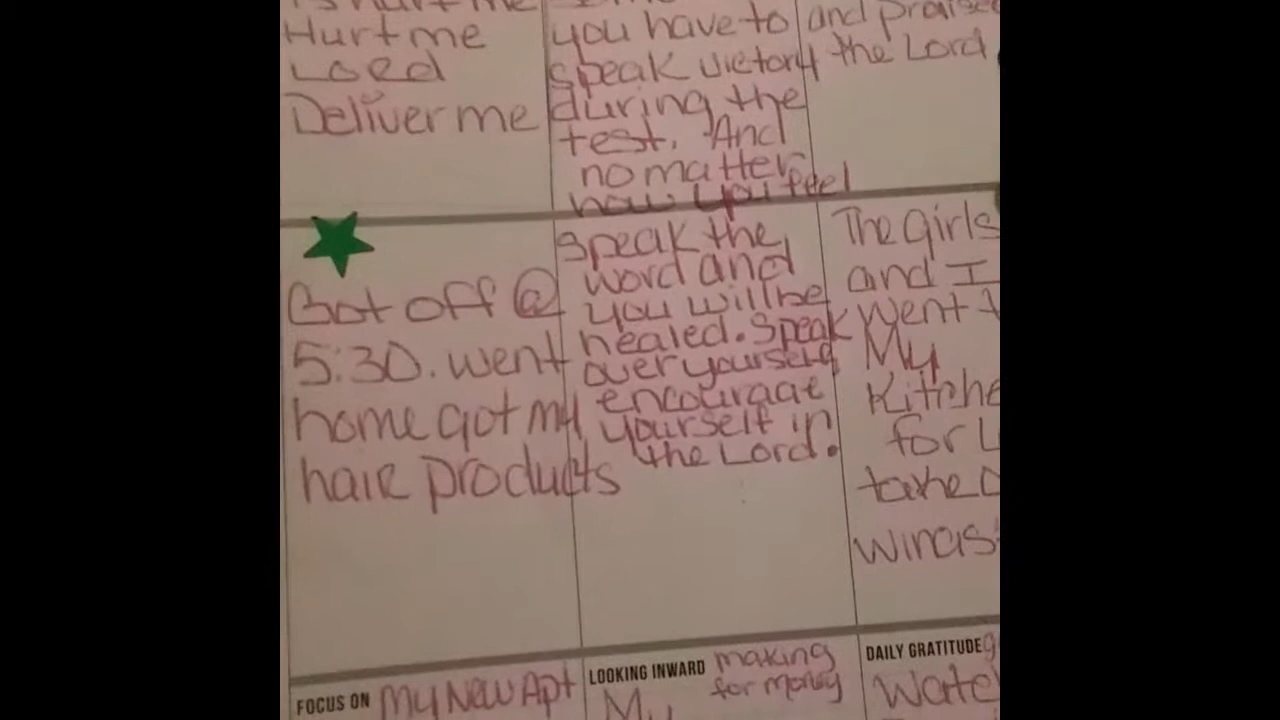 Hurt me
Lord
Deliver me
you have to
speak victory
during the
test. And
no matter
how you feel
and praise
the Lord
Got off @
5:30. went
home got my
hair products
Speak the
word and
you will be
healed. Speak
over yourself
encourage
yourself in
the Lord.
The girls
and I
went
My
Kitche
for L
take
wings
FOCUS ON My New Apt
LOOKING INWARD making
for money
My
DAILY GRATITUDE
Wate